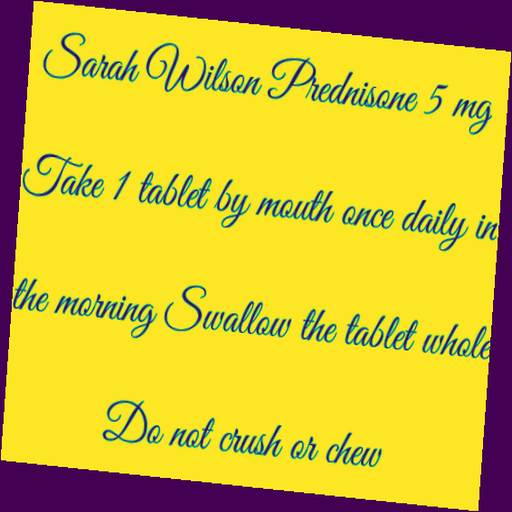 Sarah Wilson Prednisone 5 mg
Take 1 tablet by mouth once daily in
the morning Swallow the tablet whole
Do not crush or chew